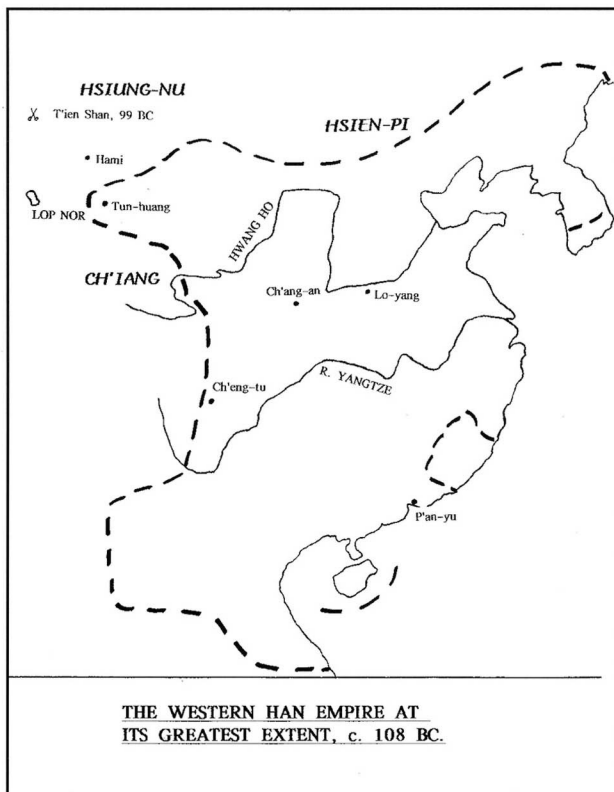 HSIUNG-NU
T'ien Shan, 99 BC
HSIEN-PI
Hami
Tun-huang
LOP NOR
HWANG HO
CH'IANG
Ch'ang-an
Lo-yang
R. YANGTZE
Ch'eng-tu
P'an-yu
THE WESTERN HAN EMPIRE AT
ITS GREATEST EXTENT, c. 108 BC.